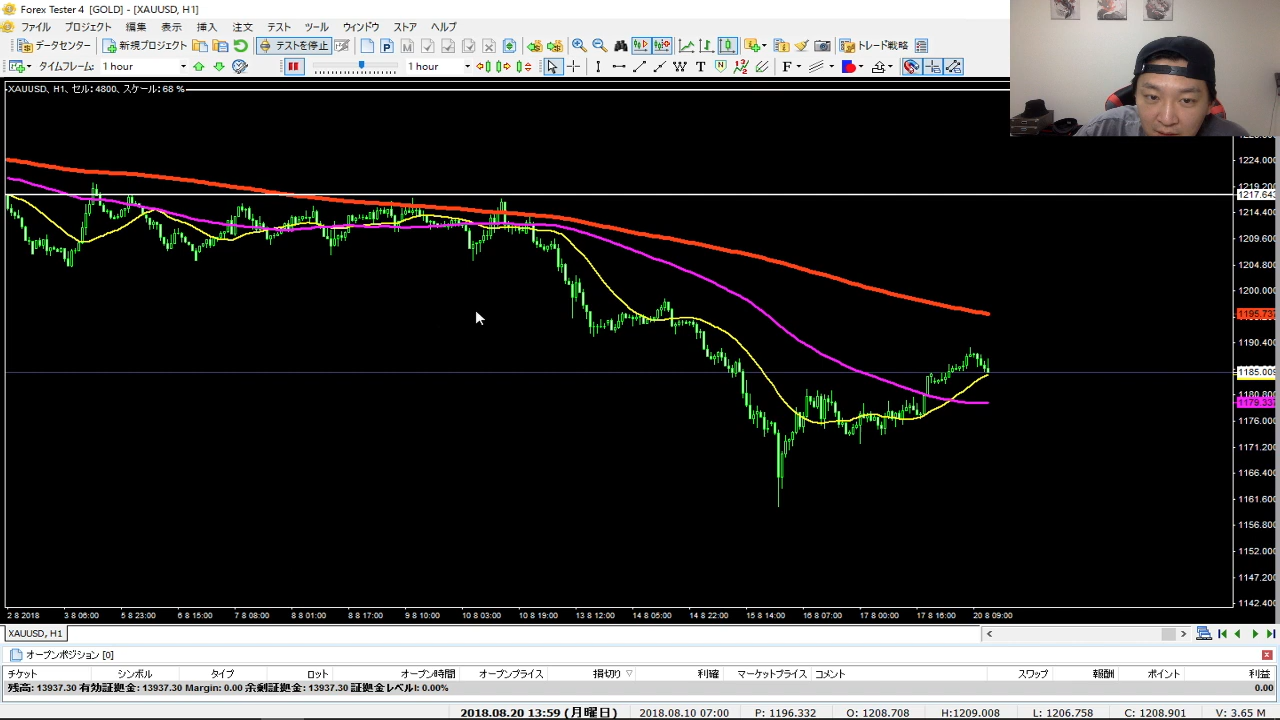 Forex Tester 4 [GOLD] - [XAUUSD, H1]
ファイル プロジェクト 編集 表示 挿入 注文 テスト ツール ウィンドウ ストア ヘルプ
データセンター 新規プロジェクト テストを停止 トレード戦略
タイムフレーム: 1 hour 1 hour
XAUUSD, H1、セル: 4800、スケール: 68 %
1224.000
1219.200
1217.643
1214.400
1209.600
1204.800
1200.000
1195.737
1190.400
1185.009
1180.800
1179.337
1176.000
1171.200
1166.400
1161.600
1156.800
1152.000
1147.200
1142.400
2 8 2018 3 8 06:00 5 8 23:00 6 8 15:00 7 8 08:00 8 8 01:00 8 8 17:00 9 8 10:00 10 8 03:00 10 8 19:00 13 8 12:00 14 8 05:00 14 8 22:00 15 8 14:00 16 8 07:00 17 8 00:00 17 8 16:00 20 8 09:00
XAUUSD, H1
オープンポジション [0]
チケット シンボル タイプ ロット オープン時間 オープンプライス 損切り 利確 マーケットプライス コメント スワップ 報酬 ポイント 利益
残高: 13937.30 有効証拠金: 13937.30 Margin: 0.00 余剰証拠金: 13937.30 証拠金レベル: 0.00% 0.00
2018.08.20 13:59 (月曜日) 2018.08.10 07:00 P: 1196.332 O: 1208.708 H:1209.008 L: 1206.758 C: 1208.901 V: 3.65 M